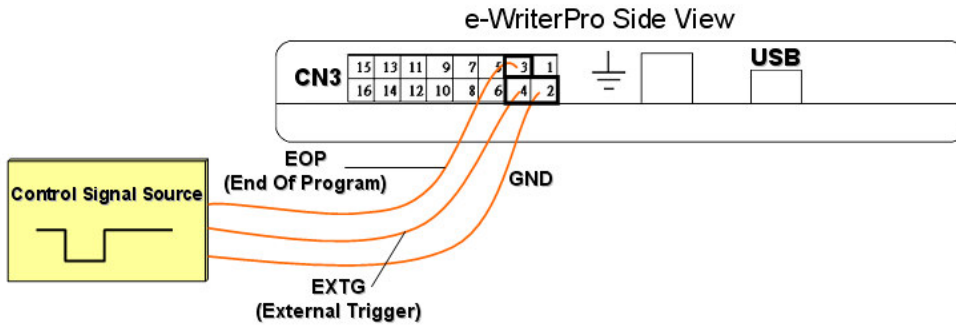 e-WriterPro Side View
CN3
15 13 11 9 7 5 3 1
16 14 12 10 8 6 4 2
USB
EOP
(End Of Program)
GND
Control Signal Source
EXTG
(External Trigger)